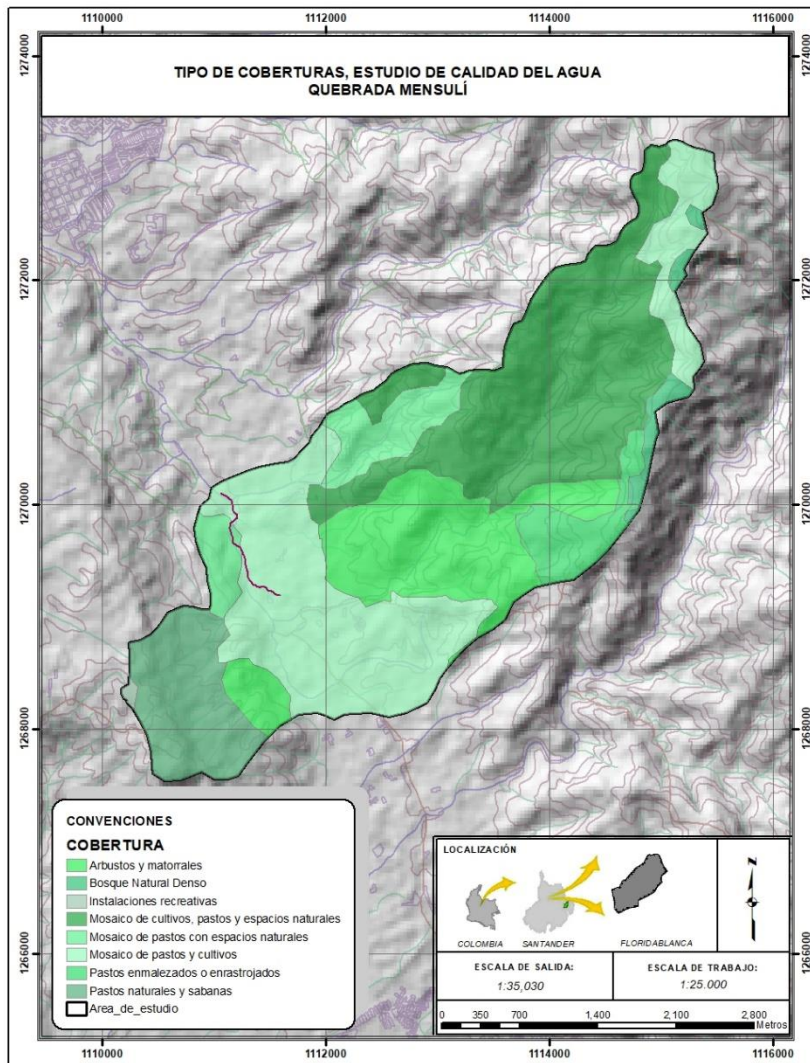 1110000 1112000 1114000 1116000
1274000 1274000
TIPO DE COBERTURAS, ESTUDIO DE CALIDAD DEL AGUA
QUEBRADA MENSULÍ
1272000 1272000
1270000 1270000
1268000 1268000
1266000 1266000
CONVENCIONES
COBERTURA
Arbustos y matorrales
Bosque Natural Denso
Instalaciones recreativas
Mosaico de cultivos, pastos y espacios naturales
Mosaico de pastos con espacios naturales
Mosaico de pastos y cultivos
Pastos enmalezados o enrastrojados
Pastos naturales y sabanas
Area_de_estudio
LOCALIZACIÓN
N
COLOMBIA SANTANDER FLORIDABLANCA
ESCALA DE SALIDA: ESCALA DE TRABAJO:
1:35,030 1:25.000
0 350 700 1,400 2,100 2,800
Metros
1110000 1112000 1114000 1116000